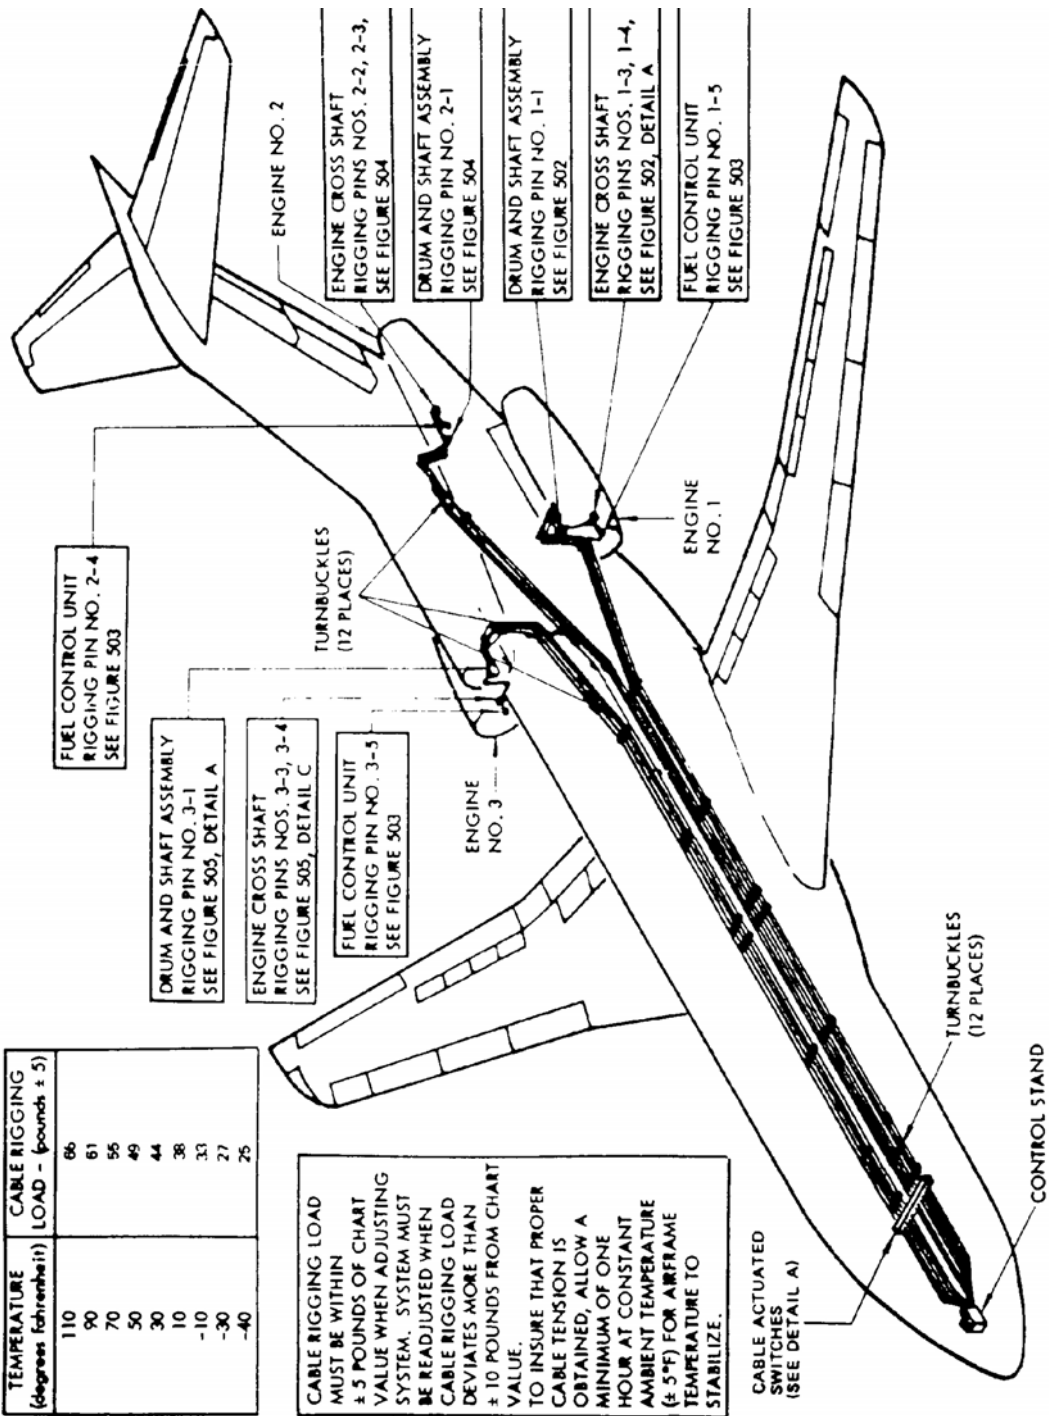 TEMPERATURE
(degrees Fahrenheit)
CABLE RIGGING
LOAD - (pounds ± 5)
110 66
90 61
70 55
50 49
30 44
10 38
-10 33
-30 27
-40 25
CABLE RIGGING LOAD
MUST BE WITHIN
± 5 POUNDS OF CHART
VALUE WHEN ADJUSTING
SYSTEM. SYSTEM MUST
BE READJUSTED WHEN
CABLE RIGGING LOAD
DEVIATES MORE THAN
± 10 POUNDS FROM CHART
VALUE.
TO INSURE THAT PROPER
CABLE TENSION IS
OBTAINED, ALLOW A
MINIMUM OF ONE
HOUR AT CONSTANT
AMBIENT TEMPERATURE
(± 5°F) FOR AIRFRAME
TEMPERATURE TO
STABILIZE.
CABLE ACTUATED
SWITCHES
(SEE DETAIL A)
CONTROL STAND
TURNBUCKLES
(12 PLACES)
DRUM AND SHAFT ASSEMBLY
RIGGING PIN NO. 3-1
SEE FIGURE 505, DETAIL A
ENGINE CROSS SHAFT
RIGGING PINS NOS. 3-3, 3-4
SEE FIGURE 505, DETAIL C
FUEL CONTROL UNIT
RIGGING PIN NO. 3-5
SEE FIGURE 503
ENGINE
NO. 3
FUEL CONTROL UNIT
RIGGING PIN NO. 2-4
SEE FIGURE 503
TURNBUCKLES
(12 PLACES)
ENGINE
NO. 1
ENGINE NO. 2
ENGINE CROSS SHAFT
RIGGING PINS NOS. 2-2, 2-3,
SEE FIGURE 504
DRUM AND SHAFT ASSEMBLY
RIGGING PIN NO. 2-1
SEE FIGURE 504
DRUM AND SHAFT ASSEMBLY
RIGGING PIN NO. 1-1
SEE FIGURE 502
ENGINE CROSS SHAFT
RIGGING PINS NOS. 1-3, 1-4,
SEE FIGURE 502, DETAIL A
FUEL CONTROL UNIT
RIGGING PIN NO. 1-5
SEE FIGURE 503